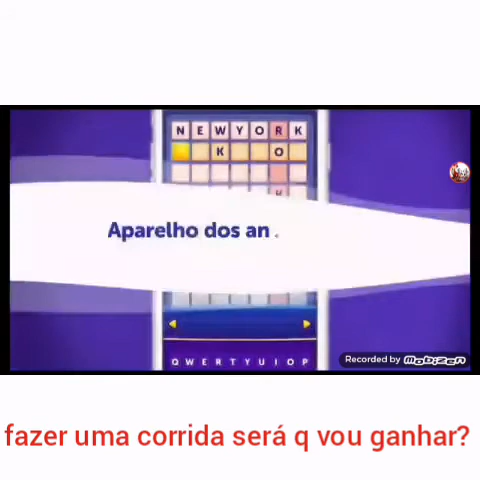 N E W Y O R K
K O
Aparelho dos an.
Q W E R T Y U I O P
Recorded by Mobizen
fazer uma corrida será q vou ganhar?